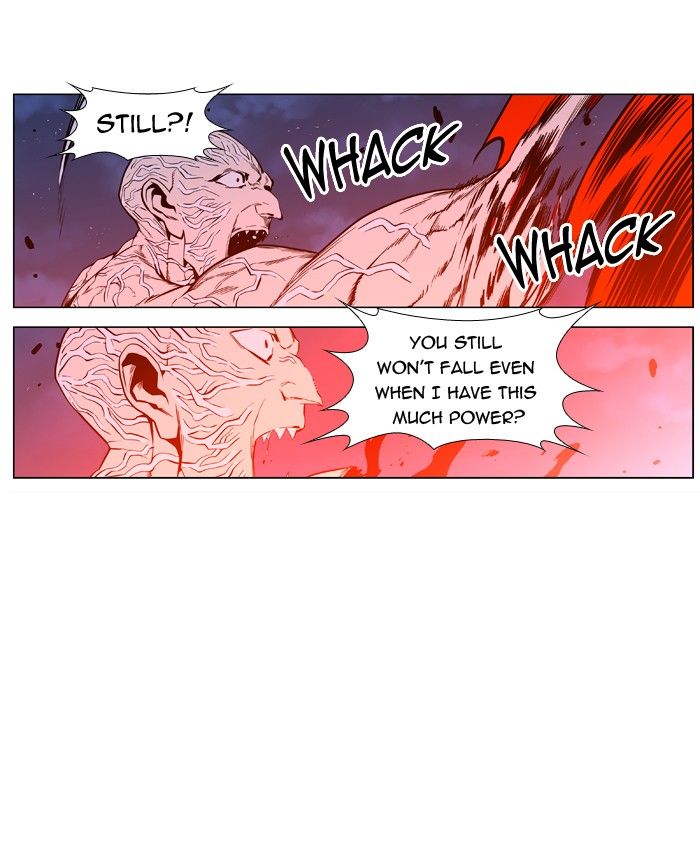 STILL?!
WHACK
WHACK
YOU STILL
WON'T FALL EVEN
WHEN I HAVE THIS
MUCH POWER?